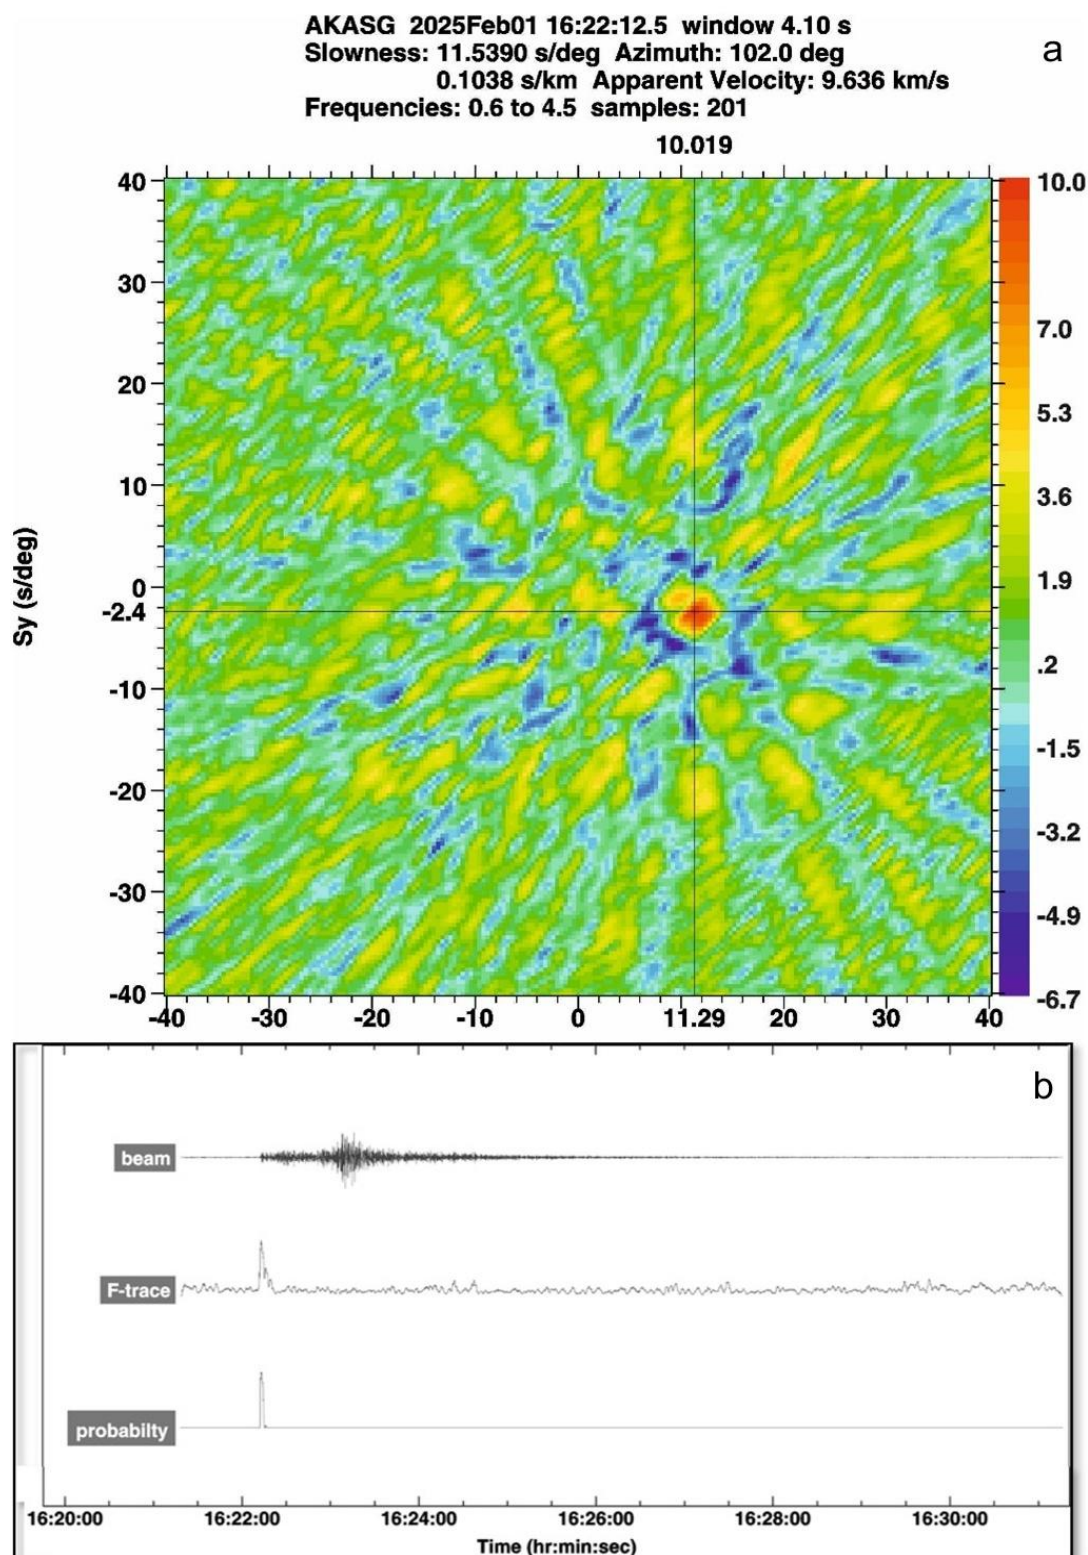 AKASG 2025Feb01 16:22:12.5 window 4.10 s
a
Slowness: 11.5390 s/deg Azimuth: 102.0 deg
0.1038 s/km Apparent Velocity: 9.636 km/s
Frequencies: 0.6 to 4.5 samples: 201
10.019
40
30
20
10
0
-2.4
-10
-20
-30
-40
Sy (s/deg)
10.0
7.0
5.3
3.6
1.9
.2
-1.5
-3.2
-4.9
-6.7
-40 -30 -20 -10 0 11.29 20 30 40
b
beam
F-trace
probabilty
16:20:00 16:22:00 16:24:00 16:26:00 16:28:00 16:30:00
Time (hr:min:sec)